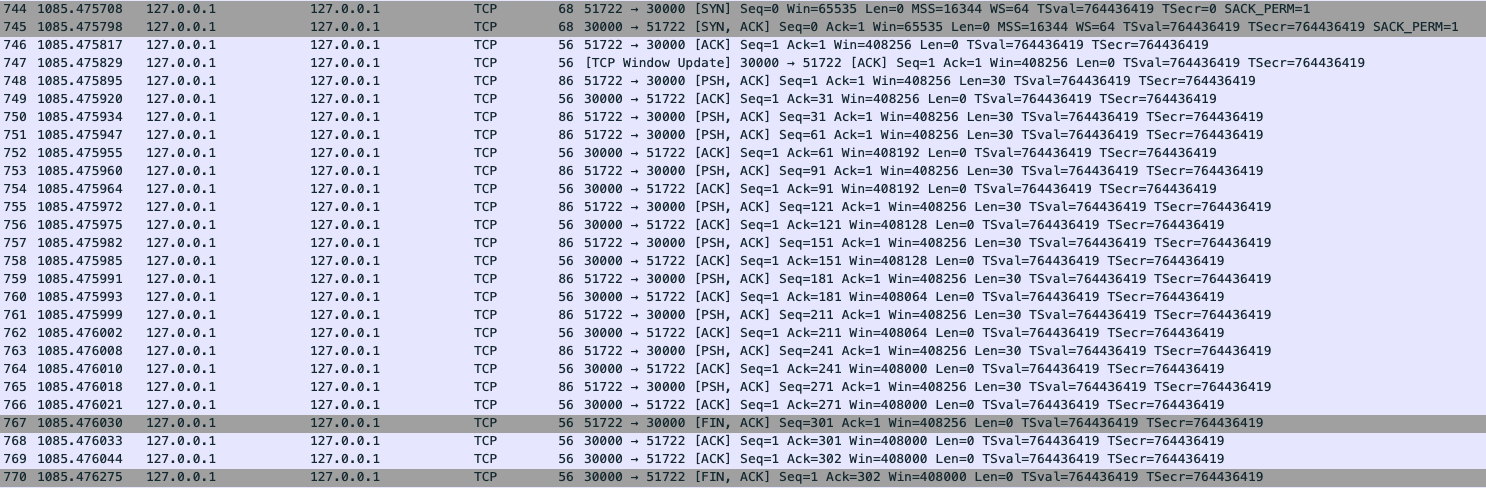 744 1085.475708 127.0.0.1 127.0.0.1 TCP 68 51722 → 30000 [SYN] Seq=0 Win=65535 Len=0 MSS=16344 WS=64 TSval=764436419 TSecr=0 SACK_PERM=1
745 1085.475798 127.0.0.1 127.0.0.1 TCP 68 30000 → 51722 [SYN, ACK] Seq=0 Ack=1 Win=65535 Len=0 MSS=16344 WS=64 TSval=764436419 TSecr=764436419 SACK_PERM=1
746 1085.475817 127.0.0.1 127.0.0.1 TCP 56 51722 → 30000 [ACK] Seq=1 Ack=1 Win=408256 Len=0 TSval=764436419 TSecr=764436419
747 1085.475829 127.0.0.1 127.0.0.1 TCP 56 [TCP Window Update] 30000 → 51722 [ACK] Seq=1 Ack=1 Win=408256 Len=0 TSval=764436419 TSecr=764436419
748 1085.475895 127.0.0.1 127.0.0.1 TCP 86 51722 → 30000 [PSH, ACK] Seq=1 Ack=1 Win=408256 Len=30 TSval=764436419 TSecr=764436419
749 1085.475920 127.0.0.1 127.0.0.1 TCP 56 30000 → 51722 [ACK] Seq=1 Ack=31 Win=408256 Len=0 TSval=764436419 TSecr=764436419
750 1085.475934 127.0.0.1 127.0.0.1 TCP 86 51722 → 30000 [PSH, ACK] Seq=31 Ack=1 Win=408256 Len=30 TSval=764436419 TSecr=764436419
751 1085.475947 127.0.0.1 127.0.0.1 TCP 86 51722 → 30000 [PSH, ACK] Seq=61 Ack=1 Win=408256 Len=30 TSval=764436419 TSecr=764436419
752 1085.475955 127.0.0.1 127.0.0.1 TCP 56 30000 → 51722 [ACK] Seq=1 Ack=61 Win=408192 Len=0 TSval=764436419 TSecr=764436419
753 1085.475960 127.0.0.1 127.0.0.1 TCP 86 51722 → 30000 [PSH, ACK] Seq=91 Ack=1 Win=408256 Len=30 TSval=764436419 TSecr=764436419
754 1085.475964 127.0.0.1 127.0.0.1 TCP 56 30000 → 51722 [ACK] Seq=1 Ack=91 Win=408192 Len=0 TSval=764436419 TSecr=764436419
755 1085.475972 127.0.0.1 127.0.0.1 TCP 86 51722 → 30000 [PSH, ACK] Seq=121 Ack=1 Win=408256 Len=30 TSval=764436419 TSecr=764436419
756 1085.475975 127.0.0.1 127.0.0.1 TCP 56 30000 → 51722 [ACK] Seq=1 Ack=121 Win=408128 Len=0 TSval=764436419 TSecr=764436419
757 1085.475982 127.0.0.1 127.0.0.1 TCP 86 51722 → 30000 [PSH, ACK] Seq=151 Ack=1 Win=408256 Len=30 TSval=764436419 TSecr=764436419
758 1085.475985 127.0.0.1 127.0.0.1 TCP 56 30000 → 51722 [ACK] Seq=1 Ack=151 Win=408128 Len=0 TSval=764436419 TSecr=764436419
759 1085.475991 127.0.0.1 127.0.0.1 TCP 86 51722 → 30000 [PSH, ACK] Seq=181 Ack=1 Win=408256 Len=30 TSval=764436419 TSecr=764436419
760 1085.475993 127.0.0.1 127.0.0.1 TCP 56 30000 → 51722 [ACK] Seq=1 Ack=181 Win=408064 Len=0 TSval=764436419 TSecr=764436419
761 1085.475999 127.0.0.1 127.0.0.1 TCP 86 51722 → 30000 [PSH, ACK] Seq=211 Ack=1 Win=408256 Len=30 TSval=764436419 TSecr=764436419
762 1085.476002 127.0.0.1 127.0.0.1 TCP 56 30000 → 51722 [ACK] Seq=1 Ack=211 Win=408064 Len=0 TSval=764436419 TSecr=764436419
763 1085.476008 127.0.0.1 127.0.0.1 TCP 86 51722 → 30000 [PSH, ACK] Seq=241 Ack=1 Win=408256 Len=30 TSval=764436419 TSecr=764436419
764 1085.476010 127.0.0.1 127.0.0.1 TCP 56 30000 → 51722 [ACK] Seq=1 Ack=241 Win=408000 Len=0 TSval=764436419 TSecr=764436419
765 1085.476018 127.0.0.1 127.0.0.1 TCP 86 51722 → 30000 [PSH, ACK] Seq=271 Ack=1 Win=408256 Len=30 TSval=764436419 TSecr=764436419
766 1085.476021 127.0.0.1 127.0.0.1 TCP 56 30000 → 51722 [ACK] Seq=1 Ack=271 Win=408000 Len=0 TSval=764436419 TSecr=764436419
767 1085.476030 127.0.0.1 127.0.0.1 TCP 56 51722 → 30000 [FIN, ACK] Seq=301 Ack=1 Win=408256 Len=0 TSval=764436419 TSecr=764436419
768 1085.476033 127.0.0.1 127.0.0.1 TCP 56 30000 → 51722 [ACK] Seq=1 Ack=301 Win=408000 Len=0 TSval=764436419 TSecr=764436419
769 1085.476044 127.0.0.1 127.0.0.1 TCP 56 30000 → 51722 [ACK] Seq=1 Ack=302 Win=408000 Len=0 TSval=764436419 TSecr=764436419
770 1085.476275 127.0.0.1 127.0.0.1 TCP 56 30000 → 51722 [FIN, ACK] Seq=1 Ack=302 Win=408000 Len=0 TSval=764436419 TSecr=764436419